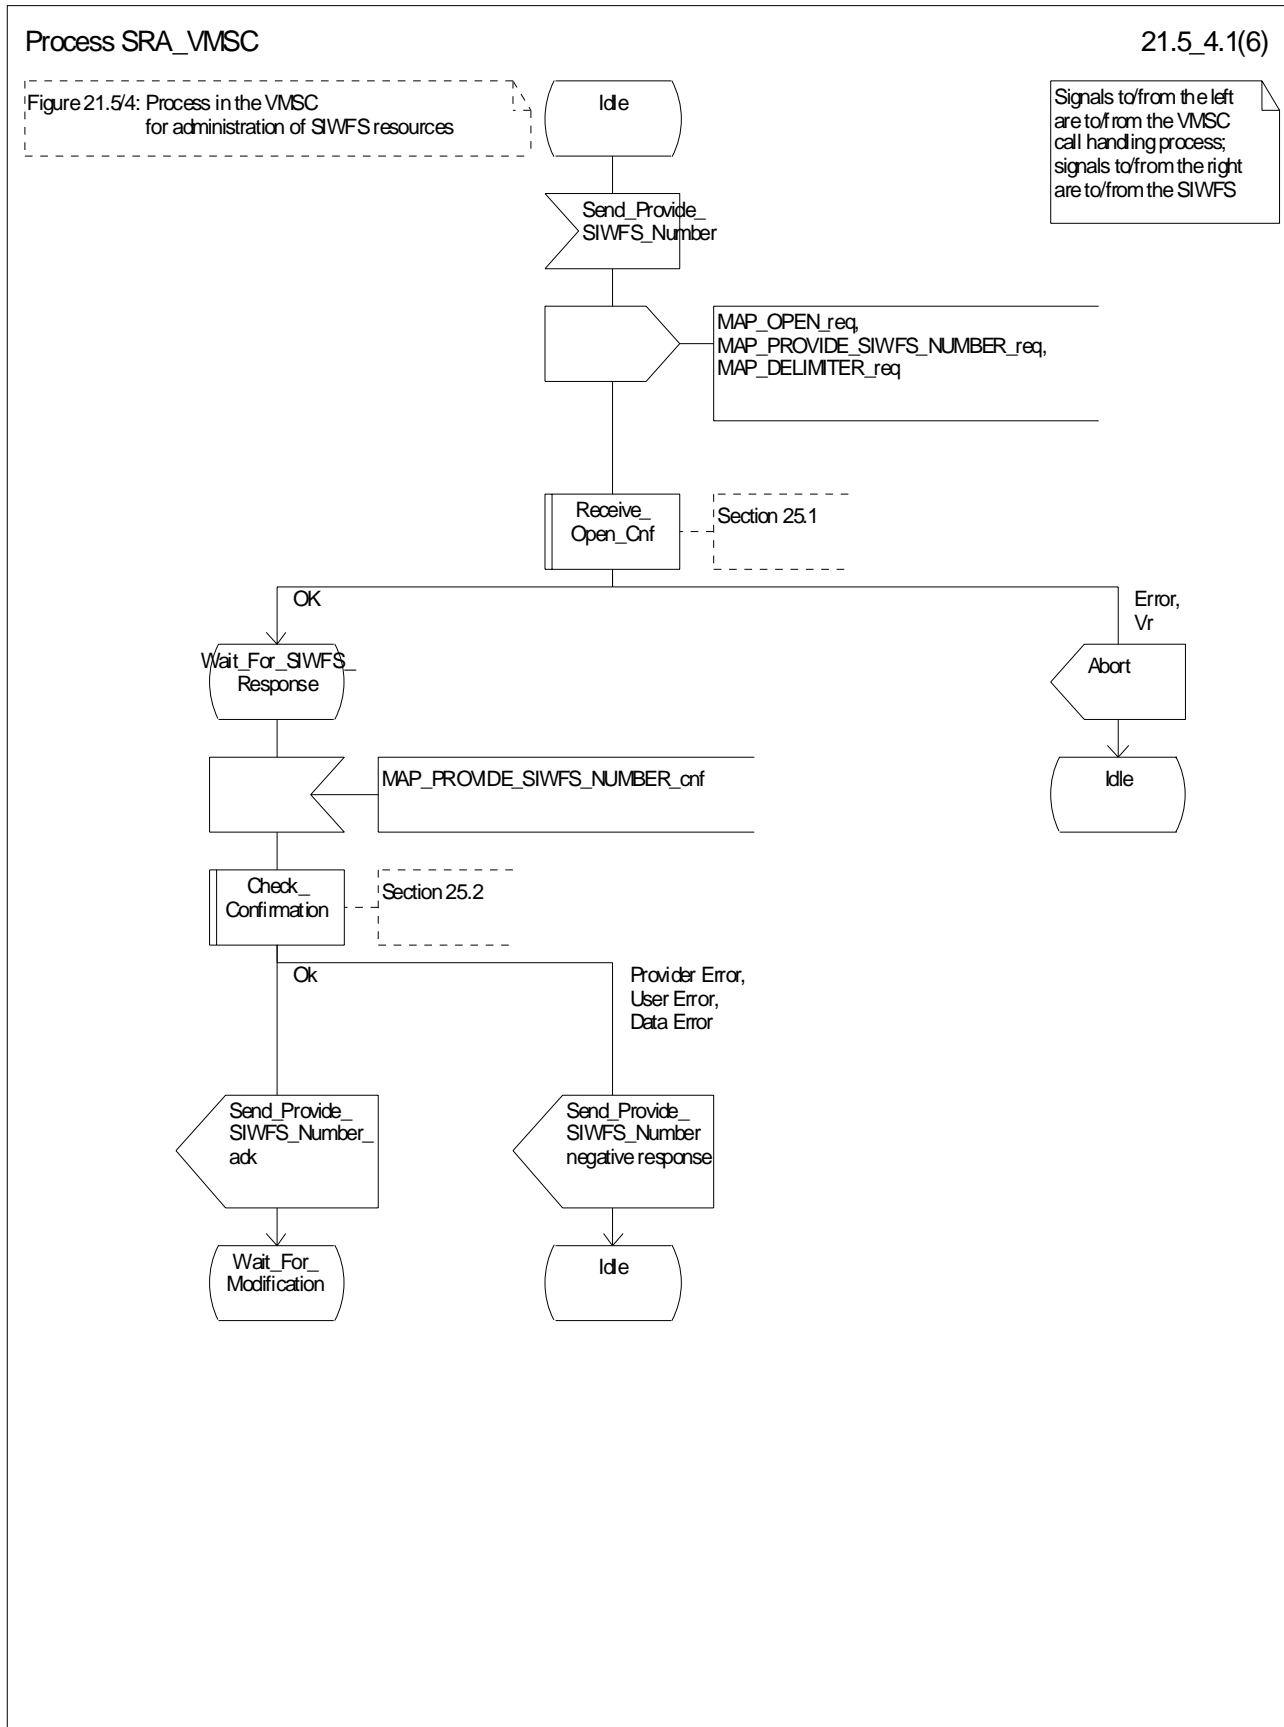 Process SRA_VMSC
21.5_4.1(6)
Figure 21.5/4: Process in the VMSC
for administration of SIWFS resources
Idle
Signals to/from the left
are to/from the VMSC
call handling process;
signals to/from the right
are to/from the SIWFS
Send_Provide_
SIWFS_Number
MAP_OPEN_req,
MAP_PROVIDE_SIWFS_NUMBER_req,
MAP_DELIMITER_req
Receive_
Open_Cnf
Section 25.1
OK
Error,
Vr
Wait_For_SIWFS_
Response
Abort
MAP_PROVIDE_SIWFS_NUMBER_cnf
Idle
Check_
Confirmation
Section 25.2
Ok
Provider Error,
User Error,
Data Error
Send_Provide_
SIWFS_Number_
ack
Send_Provide_
SIWFS_Number
negative response
Wait_For_
Modification
Idle